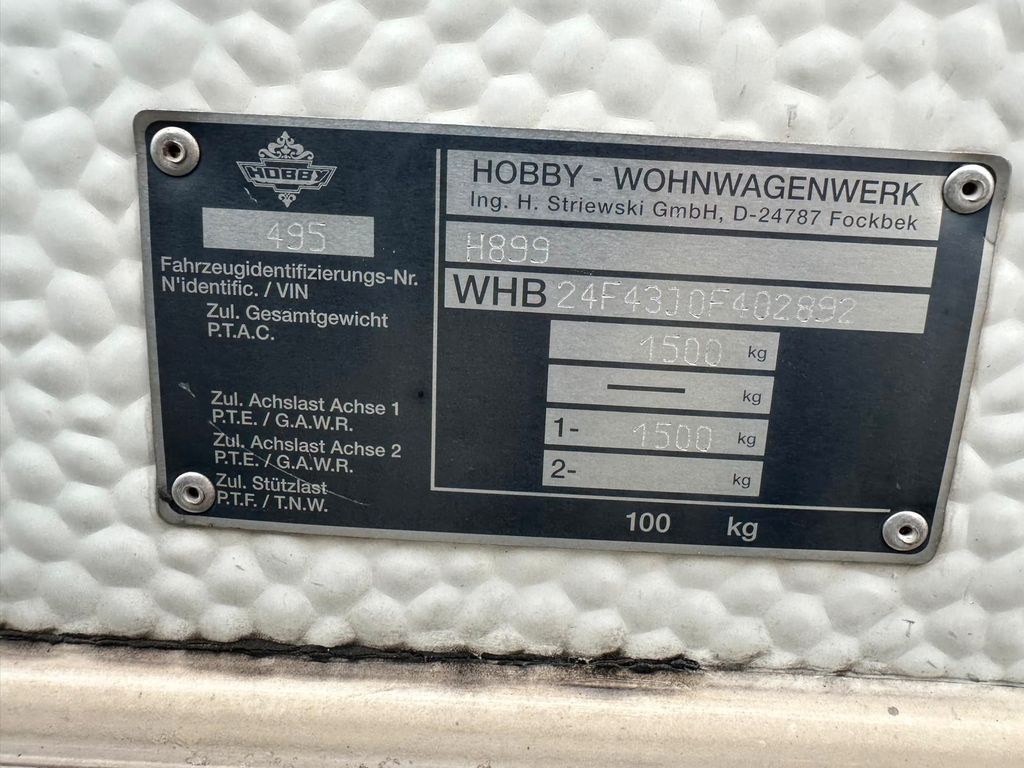 HOBBY
495
HOBBY - WOHNWAGENWERK
Ing. H. Striewski GmbH, D-24787 Fockbek
H899
Fahrzeugidentifizierungs-Nr.
N'identific. / VIN
WHB 24F43J0F402892
Zul. Gesamtgewicht
P.T.A.C.
1500 kg
kg
Zul. Achslast Achse 1
P.T.E. / G.A.W.R.
1- 1500 kg
Zul. Achslast Achse 2
P.T.E. / G.A.W.R.
2- kg
Zul. Stützlast
P.T.F. / T.N.W.
100 kg